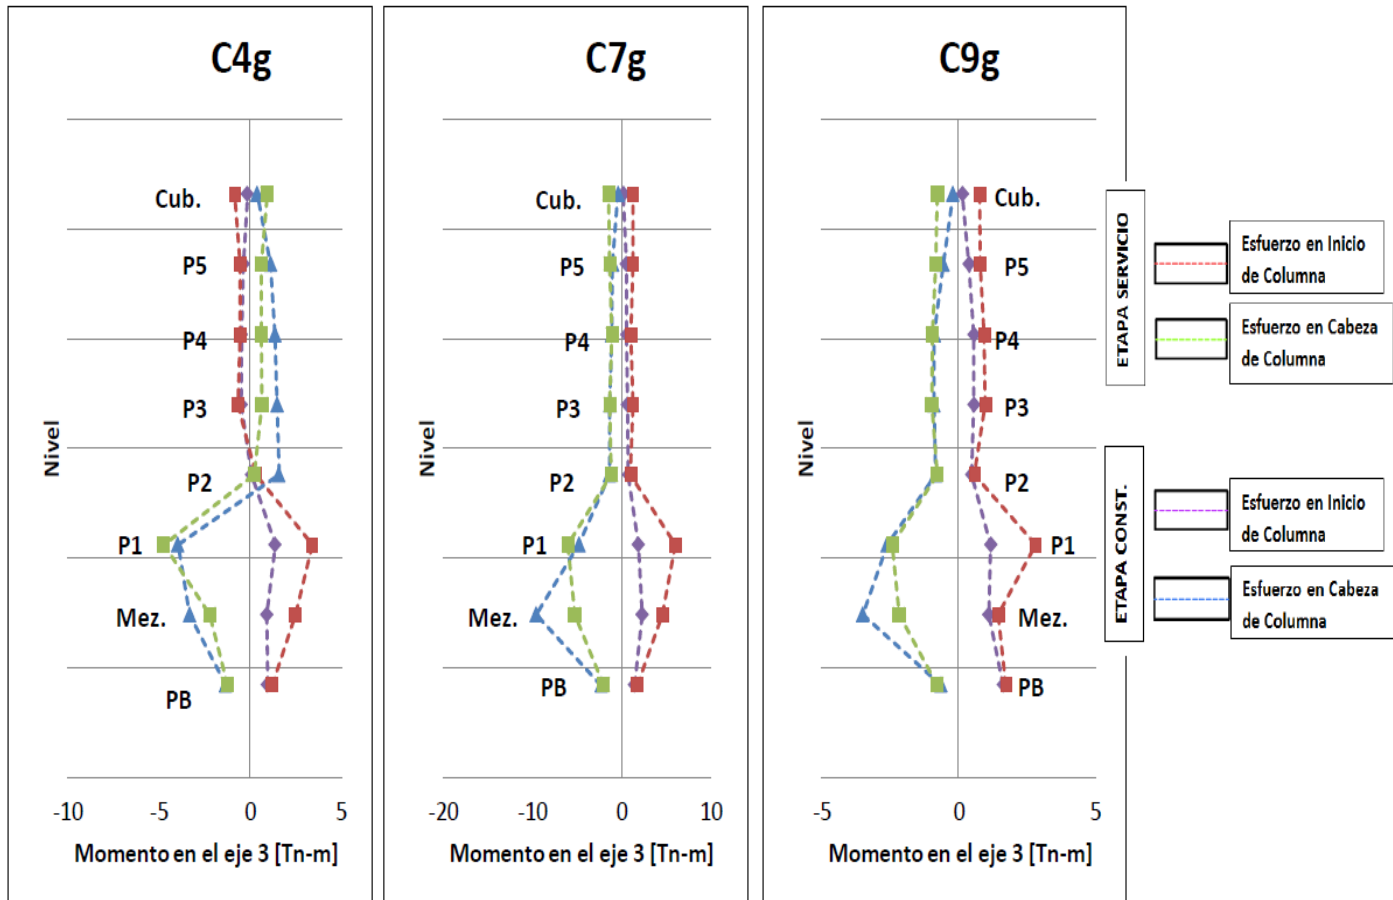 C4g
Cub.
P5
P4
P3
P2
P1
Mez.
PB
Nivel
-10 -5 0 5
Momento en el eje 3 [Tn-m]
C7g
Cub.
P5
P4
P3
P2
P1
Mez.
PB
Nivel
-20 -10 0 10
Momento en el eje 3 [Tn-m]
C9g
Cub.
P5
P4
P3
P2
P1
Mez.
PB
-5 0 5
Momento en el eje 3 [Tn-m]
ETAPA SERVICIO
Esfuerzo en Inicio
de Columna
Esfuerzo en Cabeza
de Columna
ETAPA CONST.
Esfuerzo en Inicio
de Columna
Esfuerzo en Cabeza
de Columna